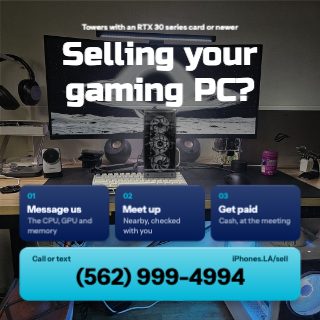 Towers with an RTX 30 series card or newer
Selling your
gaming PC?
01
Message us
The CPU, GPU and
memory
02
Meet up
Nearby, checked
with you
03
Get paid
Cash, at the meeting
Call or text
iPhones.LA/sell
(562) 999-4994